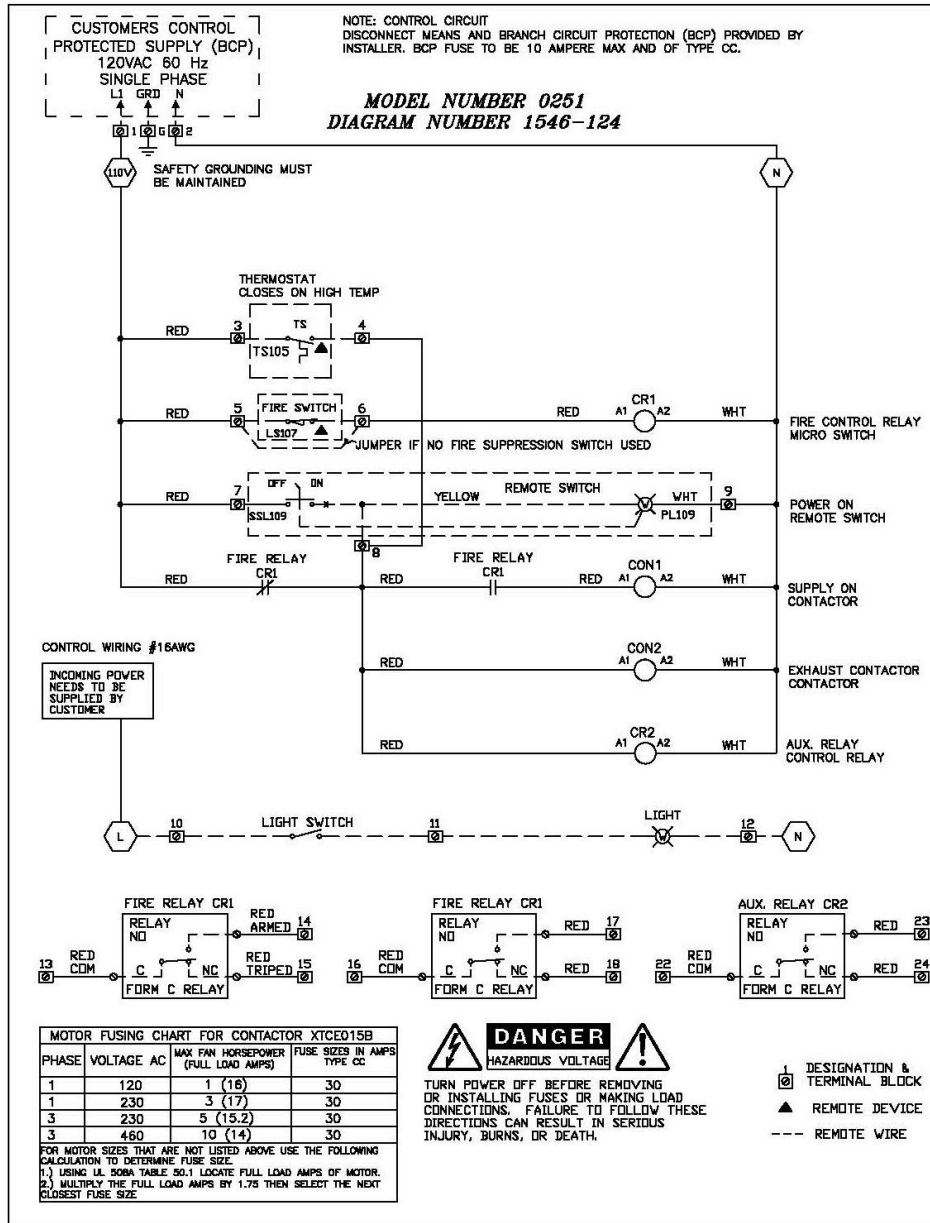 CUSTOMERS CONTROL
PROTECTED SUPPLY (BCP)
120VAC 60 Hz
SINGLE PHASE
L1 GRD N
1 G 2
NOTE: CONTROL CIRCUIT
DISCONNECT MEANS AND BRANCH CIRCUIT PROTECTION (BCP) PROVIDED BY
INSTALLER. BCP FUSE TO BE 10 AMPERE MAX AND OF TYPE CC.
MODEL NUMBER 0251
DIAGRAM NUMBER 1546-124
110V
SAFETY GROUNDING MUST
BE MAINTAINED
N
THERMOSTAT
CLOSES ON HIGH TEMP
RED 3 TS 4
TS105
RED 5 FIRE SWITCH 6 RED A1 CR1 A2 WHT
LS107
FIRE CONTROL RELAY
MICRO SWITCH
JUMPER IF NO FIRE SUPPRESSION SWITCH USED
RED 7 OFF ON YELLOW REMOTE SWITCH WHT 9
SSL109 PL109
POWER ON
REMOTE SWITCH
8
FIRE RELAY
CR1
RED RED
FIRE RELAY
CR1
RED A1 CON1 A2 WHT
SUPPLY ON
CONTACTOR
CONTROL WIRING #16AWG
INCOMING POWER
NEEDS TO BE
SUPPLIED BY
CUSTOMER
RED A1 CON2 A2 WHT
EXHAUST CONTACTOR
CONTACTOR
RED A1 CR2 A2 WHT
AUX. RELAY
CONTROL RELAY
L 10 LIGHT SWITCH 11 LIGHT W 12 N
FIRE RELAY CR1
RELAY
NO
RED
ARMED 14
13 RED
COM
C NC
RED
TRIPED 15
FORM C RELAY
FIRE RELAY CR1
RELAY
NO
RED 17
16 RED
COM
C NC
RED 18
FORM C RELAY
AUX. RELAY CR2
RELAY
NO
RED 23
22 RED
COM
C NC
RED 24
FORM C RELAY
MOTOR FUSING CHART FOR CONTACTOR XTCE015B
PHASE VOLTAGE AC MAX FAN HORSEPOWER (FULL LOAD AMPS) FUSE SIZES IN AMPS TYPE CC
1 120 1 (16) 30
1 230 3 (17) 30
3 230 5 (15.2) 30
3 460 10 (14) 30
FOR MOTOR SIZES THAT ARE NOT LISTED ABOVE USE THE FOLLOWING
CALCULATION TO DETERMINE FUSE SIZE.
1.) USING UL 508A TABLE 50.1 LOCATE FULL LOAD AMPS OF MOTOR.
2.) MULTIPLY THE FULL LOAD AMPS BY 1.75 THEN SELECT THE NEXT
CLOSEST FUSE SIZE
DANGER
HAZARDOUS VOLTAGE
TURN POWER OFF BEFORE REMOVING
OR INSTALLING FUSES OR MAKING LOAD
CONNECTIONS. FAILURE TO FOLLOW THESE
DIRECTIONS CAN RESULT IN SERIOUS
INJURY, BURNS, OR DEATH.
1 DESIGNATION &
TERMINAL BLOCK
REMOTE DEVICE
REMOTE WIRE